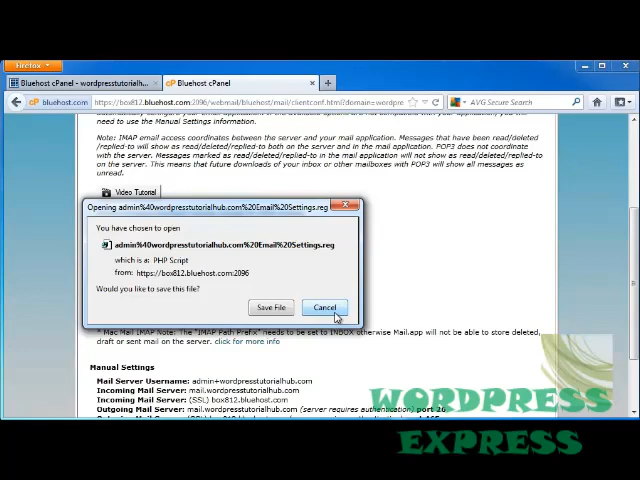 Firefox
Bluehost cPanel - wordpresstutorialh...
cP Bluehost cPanel
cP bluehost.com
https://box812.bluehost.com:2096/webmail/bluehost/mail/clientconf.html?domain=wordpre
AVG Secure Search
need to use the Manual Settings information.
Note: IMAP email access coordinates between the server and your mail application. Messages that have been read/deleted
/replied-to will show as read/deleted/replied-to both on the server and in the mail application. POP3 does not
coordinate with the server. Messages marked as read/deleted/replied-to in the mail application will not show as read/deleted/replied-to
on the server. This means that future downloads of your inbox or other mailboxes with POP3 will show all messages as
unread.
Video Tutorial
Opening admin%40wordpresstutorialhub.com%20Email%20Settings.reg
You have chosen to open
admin%40wordpresstutorialhub.com%20Email%20Settings.reg
which is a: PHP Script
from: https://box812.bluehost.com:2096
Would you like to save this file?
Save File
Cancel
* Mac Mail IMAP Note: The "IMAP Path Prefix" needs to be set to INBOX otherwise Mail.app will not be able to store deleted,
draft or sent mail on the server. click for more info
Manual Settings
Mail Server Username: admin+wordpresstutorialhub.com
Incoming Mail Server: mail.wordpresstutorialhub.com
Incoming Mail Server: (SSL) box812.bluehost.com
Outgoing Mail Server: mail.wordpresstutorialhub.com (server requires authentication) port 26
WORDPRESS
EXPRESS